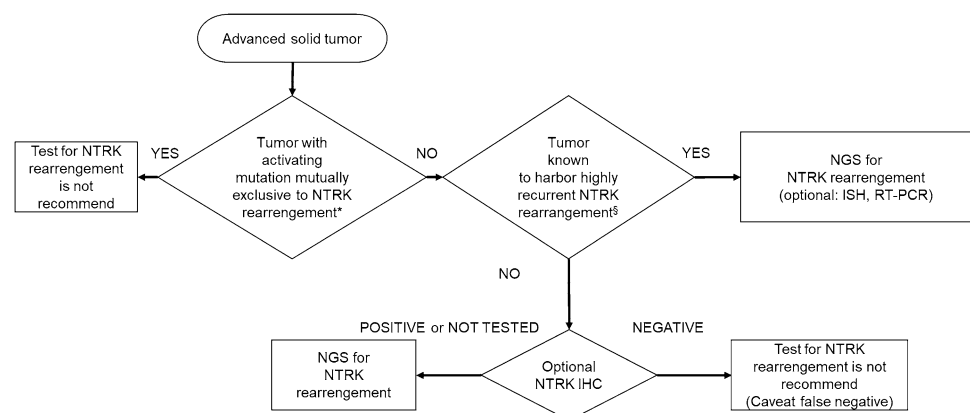 Advanced solid tumor
Tumor with
activating
mutation mutually
exclusive to NTRK
rearrengement*
YES
Test for NTRK
rearrengement
is not
recommend
NO
Tumor
known
to harbor highly
recurrent NTRK
rearrangement§
YES
NGS for
NTRK rearrengement
(optional: ISH, RT-PCR)
NO
POSITIVE or NOT TESTED
NEGATIVE
NGS for
NTRK
rearrengement
Optional
NTRK IHC
Test for NTRK
rearrengement is not
recommend
(Caveat false negative)